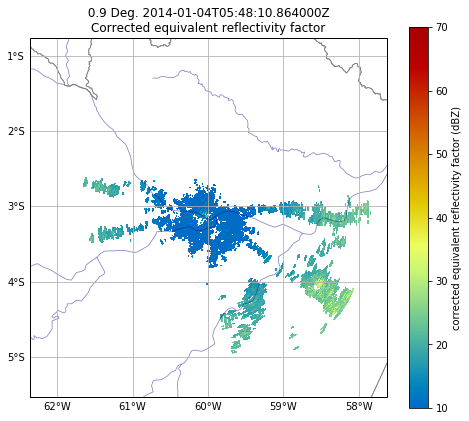 0.9 Deg. 2014-01-04T05:48:10.864000Z
Corrected equivalent reflectivity factor
1°S
2°S
3°S
4°S
5°S
62°W 61°W 60°W 59°W 58°W
70
60
50
40
30
20
10
corrected equivalent reflectivity factor (dBZ)